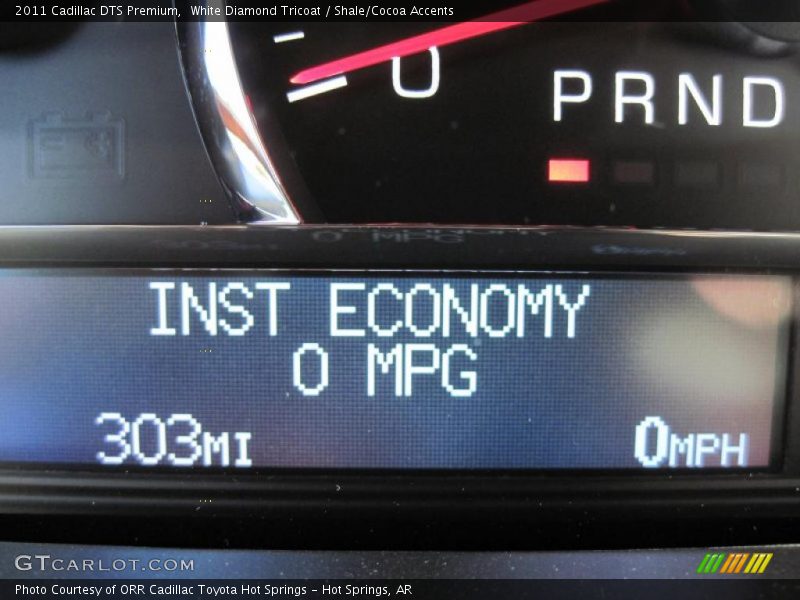 2011 Cadillac DTS Premium,  White Diamond Tricoat / Shale/Cocoa Accents
0
PRND
INST ECONOMY
0 MPG
303MI 0MPH
GTCARLOT.COM
Photo Courtesy of ORR Cadillac Toyota Hot Springs - Hot Springs, AR